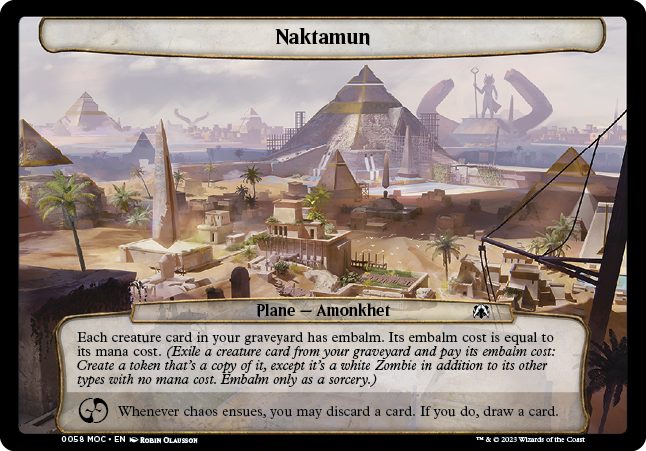 Naktamun
Plane — Amonkhet
Each creature card in your graveyard has embalm. Its embalm cost is equal to
its mana cost. (Exile a creature card from your graveyard and pay its embalm cost:
Create a token that's a copy of it, except it's a white Zombie in addition to its other
types with no mana cost. Embalm only as a sorcery.)
Whenever chaos ensues, you may discard a card. If you do, draw a card.
0058 MOC • EN Robin Olausson
™ & © 2023 Wizards of the Coast